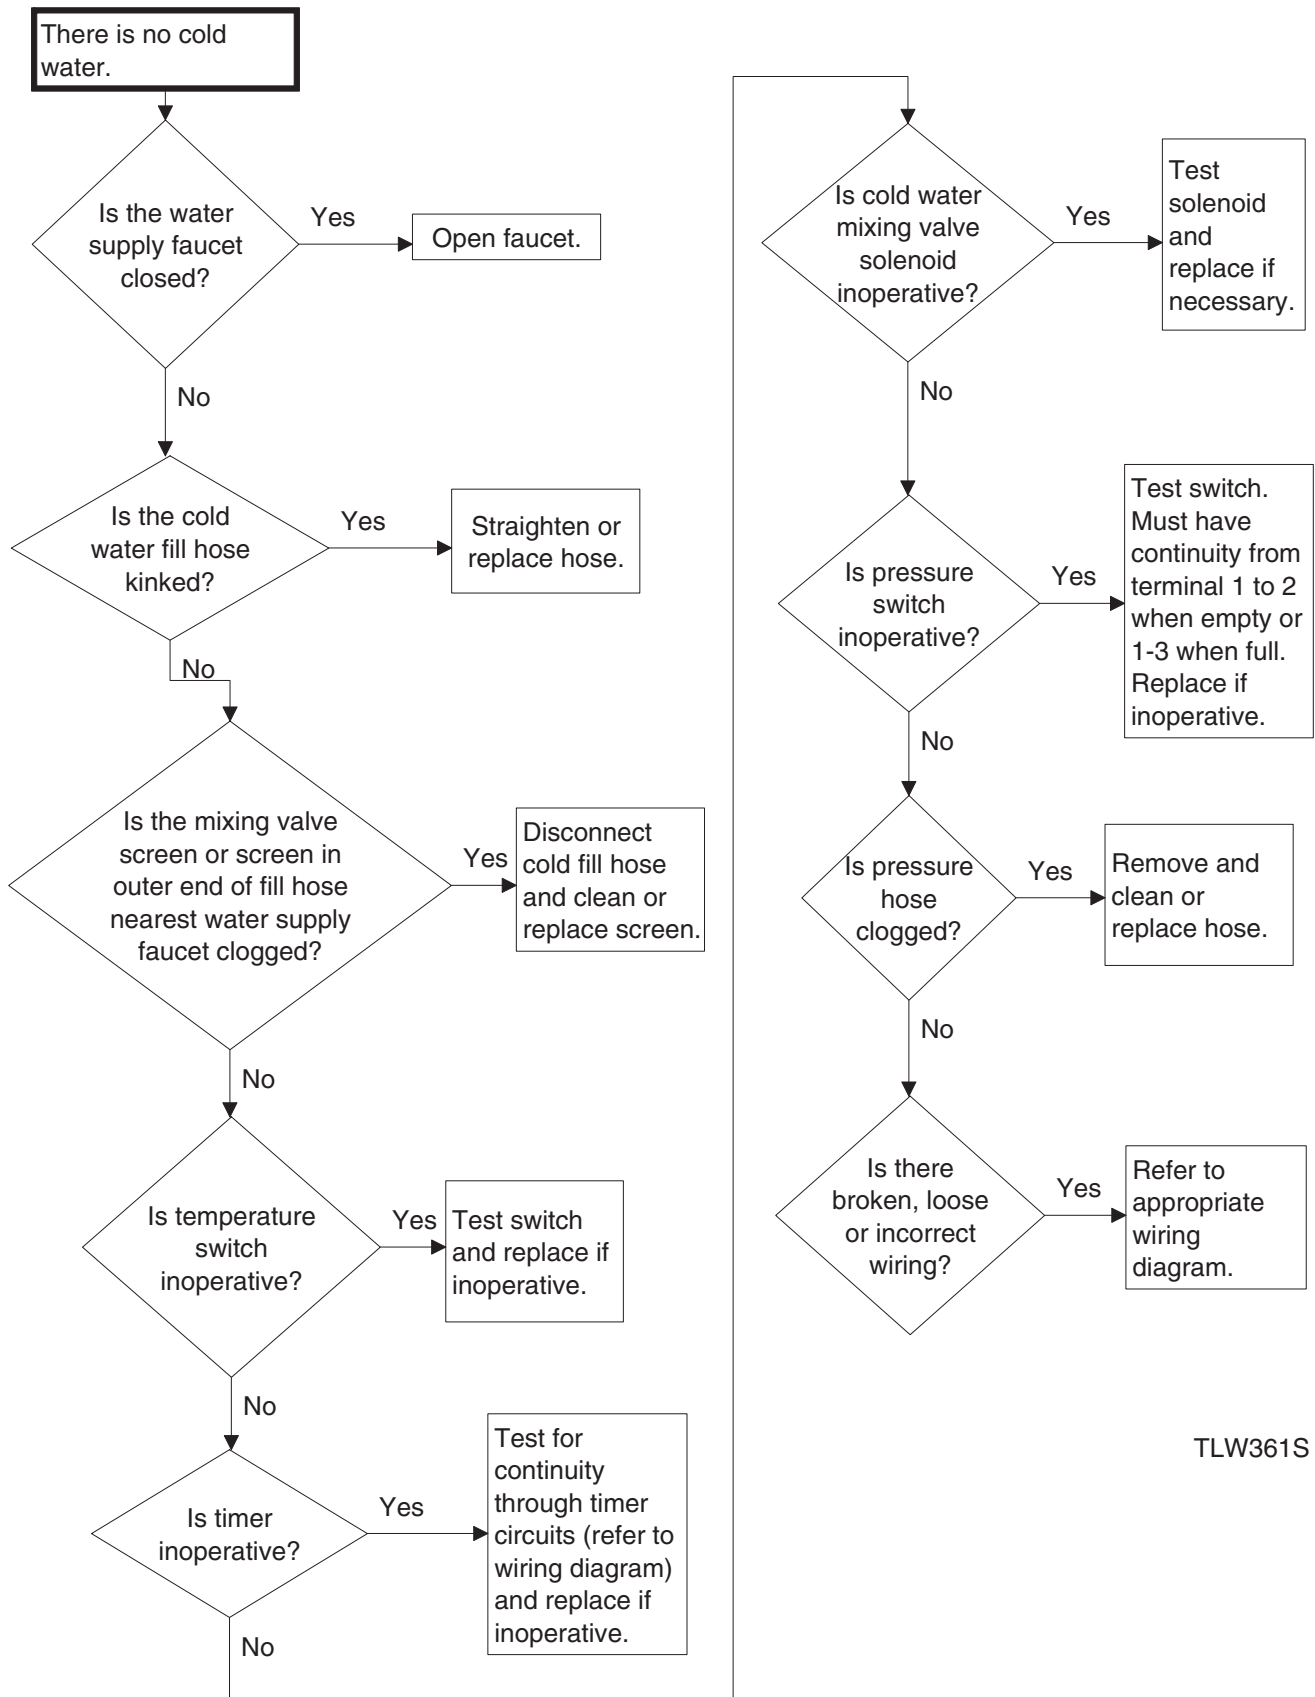 There is no cold
water.
Is the water
supply faucet
closed?
Yes
Open faucet.
No
Is the cold
water fill hose
kinked?
Yes
Straighten or
replace hose.
No
Is the mixing valve
screen or screen in
outer end of fill hose
nearest water supply
faucet clogged?
Yes
Disconnect
cold fill hose
and clean or
replace screen.
No
Is temperature
switch
inoperative?
Yes
Test switch
and replace if
inoperative.
No
Is timer
inoperative?
Yes
Test for
continuity
through timer
circuits (refer to
wiring diagram)
and replace if
inoperative.
No
Is cold water
mixing valve
solenoid
inoperative?
Yes
Test
solenoid
and
replace if
necessary.
No
Is pressure
switch
inoperative?
Yes
Test switch.
Must have
continuity from
terminal 1 to 2
when empty or
1-3 when full.
Replace if
inoperative.
No
Is pressure
hose
clogged?
Yes
Remove and
clean or
replace hose.
No
Is there
broken, loose
or incorrect
wiring?
Yes
Refer to
appropriate
wiring
diagram.
TLW361S